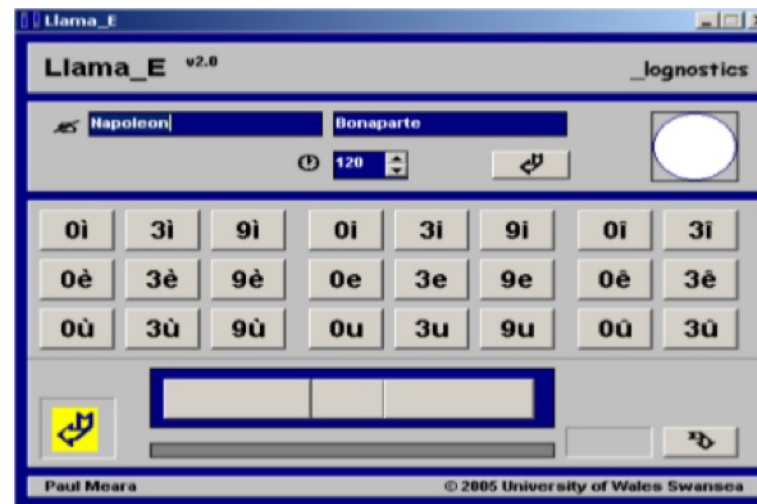 Llama_E
Llama_E v2.0 _lognostics
Napoleon Bonaparte
120
0ì 3ì 9ì 0i 3i 9i 0î 3î
0è 3è 9è 0e 3e 9e 0ê 3ê
0ù 3ù 9ù 0u 3u 9u 0û 3û
Paul Meara © 2005 University of Wales Swansea